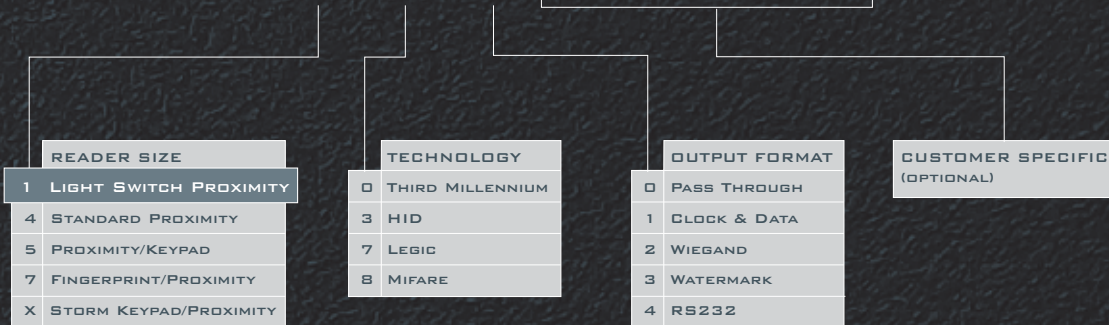 READER SIZE
1 LIGHT SWITCH PROXIMITY
4 STANDARD PROXIMITY
5 PROXIMITY/KEYPAD
7 FINGERPRINT/PROXIMITY
X STORM KEYPAD/PROXIMITY
TECHNOLOGY
0 THIRD MILLENNIUM
3 HID
7 LEGIC
8 MIFARE
OUTPUT FORMAT
0 PASS THROUGH
1 CLOCK & DATA
2 WIEGAND
3 WATERMARK
4 RS232
CUSTOMER SPECIFIC
(OPTIONAL)